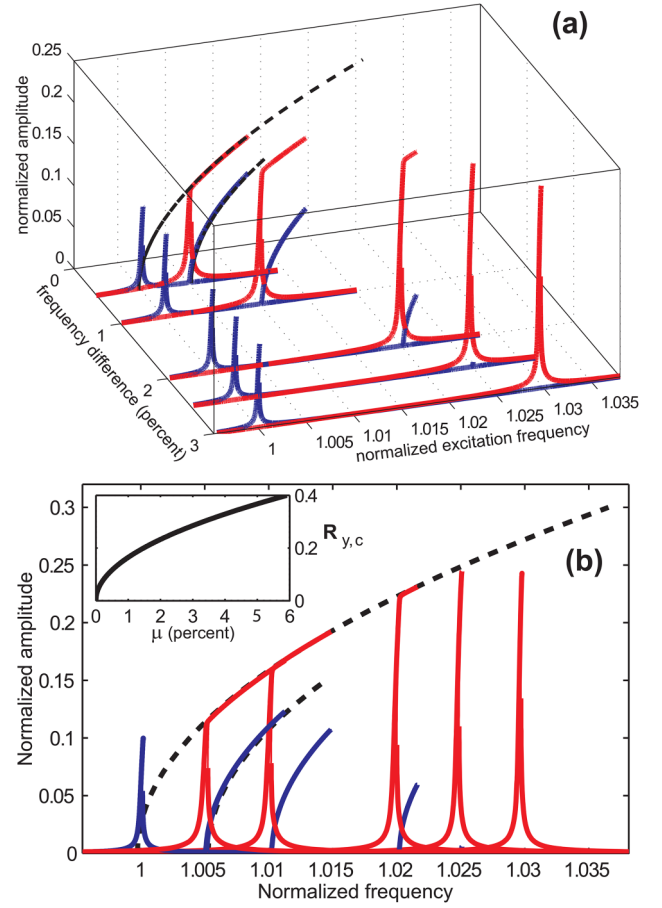 (a)
normalized amplitude
0.25
0.2
0.15
0.1
0.05
0
0
1
2
3
frequency difference (percent)
1
1.005
1.01
1.015
1.02
1.025
1.03
1.035
normalized excitation frequency
(b)
Normalized amplitude
0.3
0.25
0.2
0.15
0.1
0.05
0
0.4
0.2
0
R y,c
0 1 2 3 4 5 6
μ (percent)
1 1.005 1.01 1.015 1.02 1.025 1.03 1.035
Normalized frequency